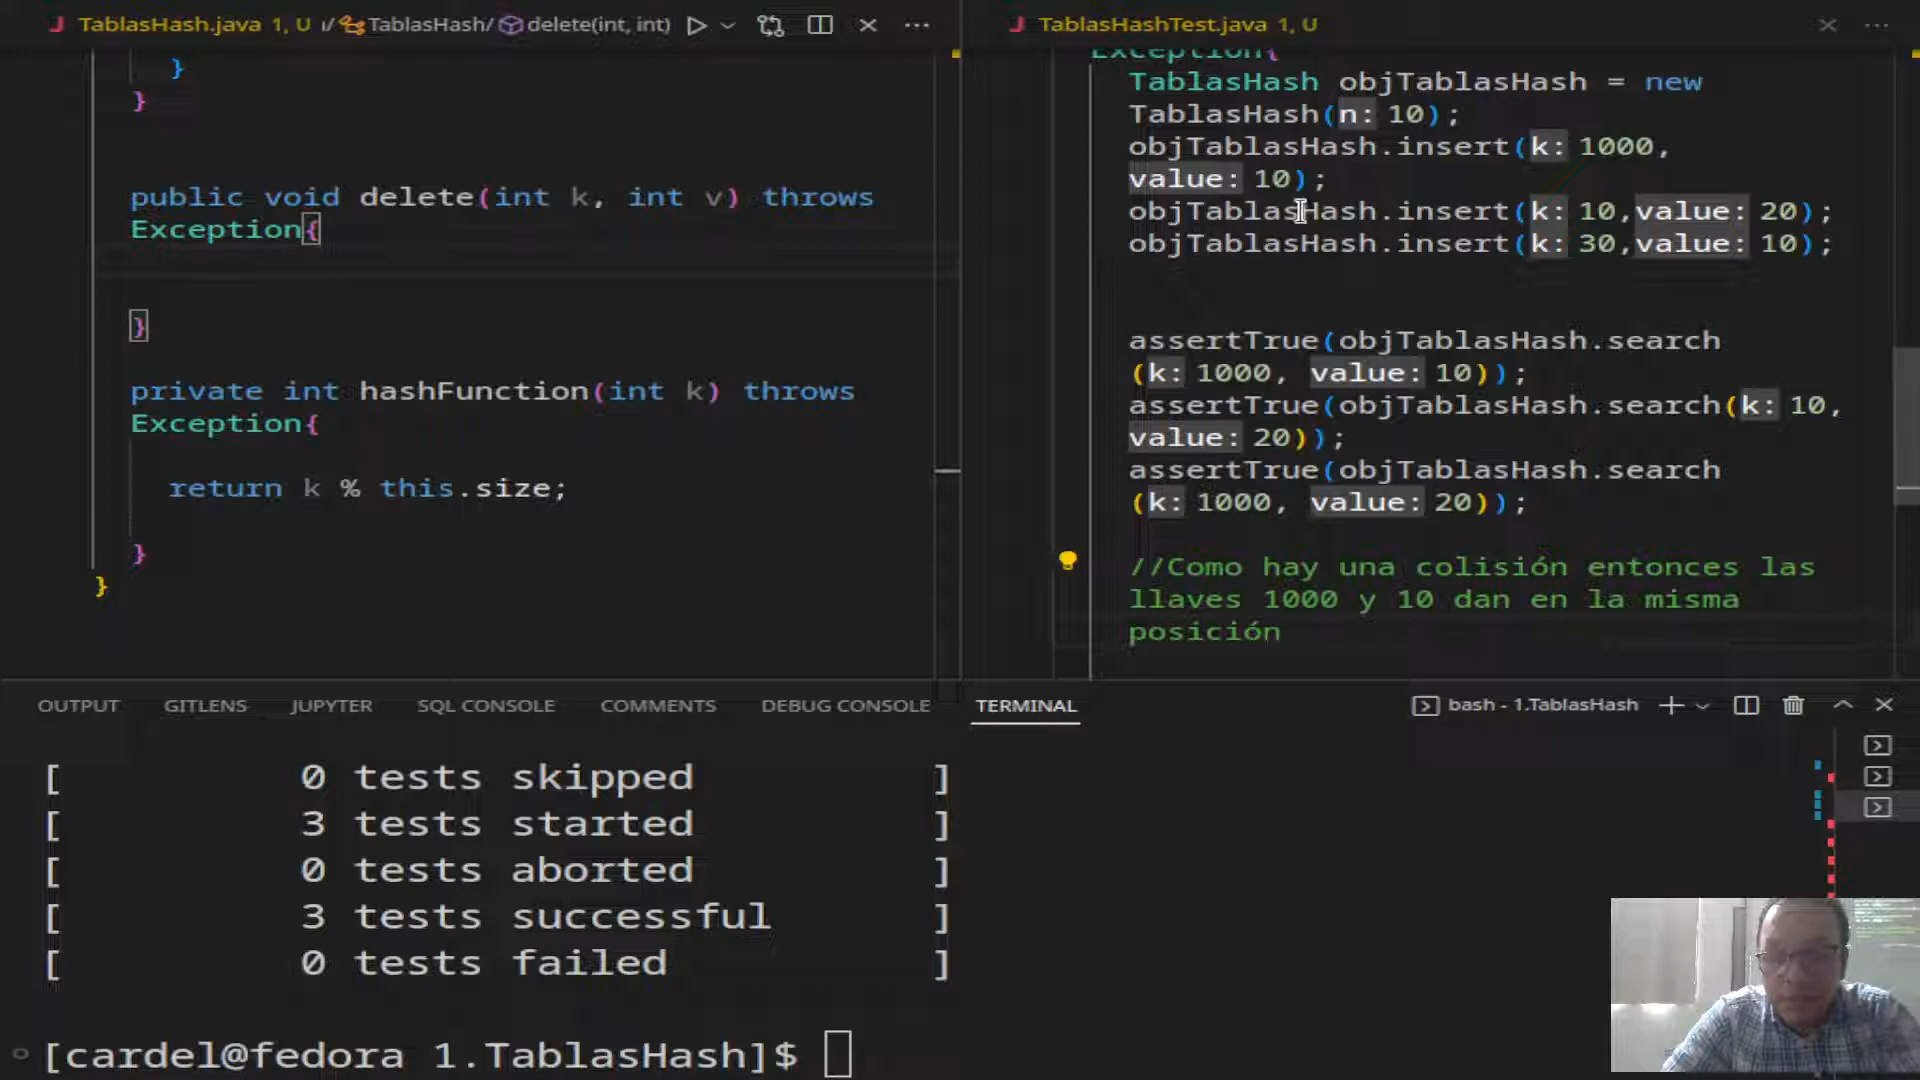 TablasHash.java 1, U
TablasHash/
delete(int, int)
}
}
public void delete(int k, int v) throws
Exception{
}
private int hashFunction(int k) throws
Exception{
return k % this.size;
}
}
TablasHashTest.java 1, U
Exception{
TablasHash objTablasHash = new
TablasHash(n: 10);
objTablasHash.insert(k: 1000,
value: 10);
objTablasHash.insert(k: 10,value: 20);
objTablasHash.insert(k: 30,value: 10);
assertTrue(objTablasHash.search
(k: 1000, value: 10));
assertTrue(objTablasHash.search(k: 10,
value: 20));
assertTrue(objTablasHash.search
(k: 1000, value: 20));
//Como hay una colisión entonces las
llaves 1000 y 10 dan en la misma
posición
OUTPUT GITLENS JUPYTER SQL CONSOLE COMMENTS DEBUG CONSOLE TERMINAL
bash - 1.TablasHash
[ 0 tests skipped ]
[ 3 tests started ]
[ 0 tests aborted ]
[ 3 tests successful ]
[ 0 tests failed ]
[cardel@fedora 1.TablasHash]$